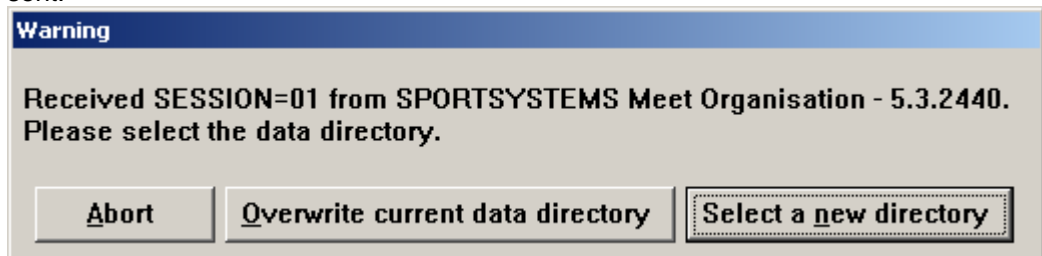 Warning
Received SESSION=01 from SPORTSYSTEMS Meet Organisation - 5.3.2440.
Please select the data directory.
Abort Overwrite current data directory Select a new directory